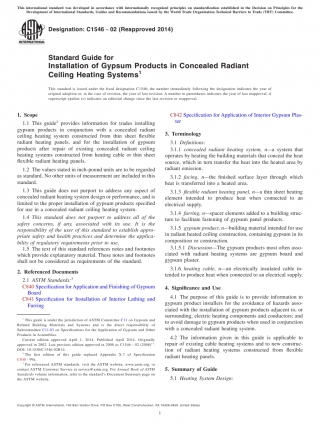 This international standard was developed in accordance with internationally recognized principles on standardization established in the Decision on Principles for the
Development of International Standards, Guides and Recommendations issued by the World Trade Organization Technical Barriers to Trade (TBT) Committee.
Designation: C1546 − 02 (Reapproved 2014)
Standard Guide for
Installation of Gypsum Products in Concealed Radiant
Ceiling Heating Systems1
This standard is issued under the fixed designation C1546; the number immediately following the designation indicates the year of
original adoption or, in the case of revision, the year of last revision. A number in parentheses indicates the year of last reapproval. A
superscript epsilon (ε) indicates an editorial change since the last revision or reapproval.
1. Scope
1.1 This guide2 provides information for trades installing
gypsum products in conjunction with a concealed radiant
ceiling heating system constructed from thin sheet flexible
radiant heating panels, and for the installation of gypsum
products after repair of existing concealed radiant ceiling
heating systems constructed from heating cable or thin sheet
flexible radiant heating panels.
1.2 The values stated in inch-pound units are to be regarded
as standard. No other units of measurement are included in this
standard.
1.3 This guide does not purport to address any aspect of
concealed radiant heating system design or performance, and is
limited to the proper installation of gypsum products specified
for use in a concealed radiant ceiling heating system.
1.4 This standard does not purport to address all of the
safety concerns, if any, associated with its use. It is the
responsibility of the user of this standard to establish appro-
priate safety and health practices and determine the applica-
bility of regulatory requirements prior to use.
1.5 The text of this standard references notes and footnotes
which provide explanatory material. These notes and footnotes
shall not be considered as requirements of the standard.
2. Referenced Documents
2.1 ASTM Standards:3
C840 Specification for Application and Finishing of Gypsum
Board
C841 Specification for Installation of Interior Lathing and
Furring
1 This guide is under the jurisdiction of ASTM Committee C11 on Gypsum and
Related Building Materials and Systems and is the direct responsibility of
Subcommittee C11.03 on Specifications for the Application of Gypsum and Other
Products in Assemblies.
Current edition approved April 1, 2014. Published April 2014. Originally
approved in 2002. Last previous edition approved in 2008 as C1546 – 02 (2008)ε1.
2 The first edition of this guide replaced Appendix
3 For referenced ASTM standards, visit the ASTM website, www.astm.org, or
contact ASTM Customer Service at service@astm.org. For Annual Book of ASTM
Standards volume information, refer to the standard's Document Summary page on
the ASTM website.
C842 Specification for Application of Interior Gypsum Plas-
ter
3. Terminology
3.1 Definitions:
3.1.1 concealed radiant heating system, n—a system that
operates by heating the building materials that conceal the heat
source, which in turn transfer the heat into the heated area by
radiant emission.
3.1.2 facing, n—the finished surface layer through which
heat is transferred into a heated area.
3.1.3 flexible radiant heating panel, n—a thin sheet heating
element intended to produce heat when connected to an
electrical supply.
3.1.4 furring, n—spacer elements added to a building struc-
ture to facilitate fastening of gypsum panel products.
3.1.5 gypsum product, n—building material intended for use
in radiant heated ceiling construction, containing gypsum in its
composition or construction.
3.1.5.1 Discussion—The gypsum products most often asso-
ciated with radiant heating systems are gypsum board and
gypsum plaster.
3.1.6 heating cable, n—an electrically insulated cable in-
tended to produce heat when connected to an electrical supply.
4. Significance and Use
4.1 The purpose of this guide is to provide information to
gypsum product installers for the avoidance of hazards asso-
ciated with the installation of gypsum products adjacent to, or
surrounding, electric heating components and conductors; and
to avoid damage to gypsum products when used in conjunction
with a concealed radiant heating system.
4.2 The information given in this guide is applicable to
repair of existing cable heating systems and to new construc-
tion of radiant heating systems constructed from flexible
radiant heating panels.
5. Summary of Guide
5.1 Heating System Design:
Copyright © ASTM International, 100 Barr Harbor Drive, PO Box C700, West Conshohocken, PA 19428-2959. United States
1